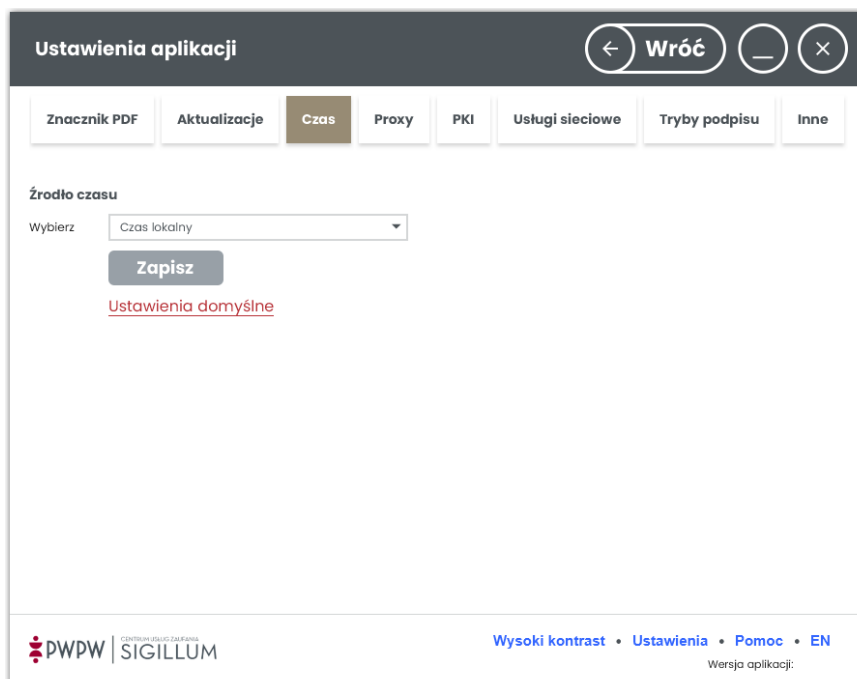 Ustawienia aplikacji
Wróć
Znacznik PDF Aktualizacje Czas Proxy PKI Usługi sieciowe Tryby podpisu Inne
Źrodło czasu
Wybierz Czas lokalny
Zapisz
Ustawienia domyślne
PWPW CENTRUM USŁUG ZAUFANIA
SIGILLUM
Wysoki kontrast • Ustawienia • Pomoc • EN
Wersja aplikacji: